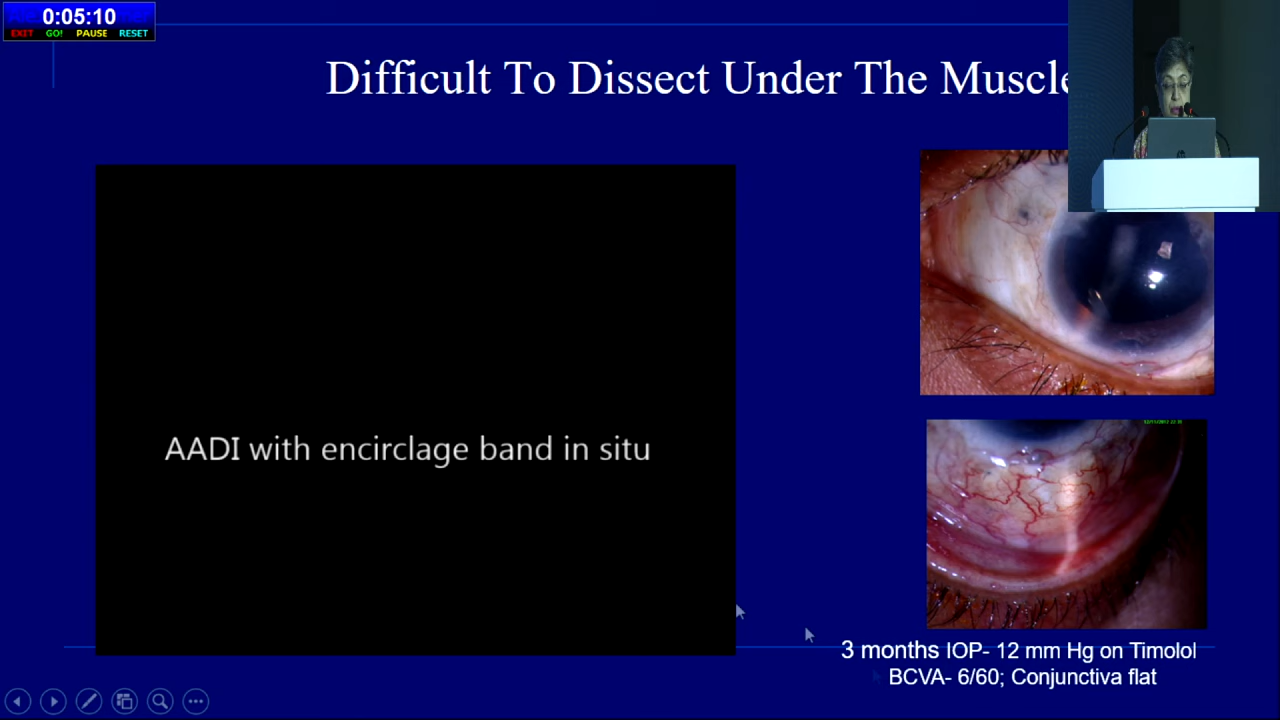 0:05:10
EXIT GO! PAUSE RESET
Difficult To Dissect Under The Muscle
AADI with encirclage band in situ
3 months IOP- 12 mm Hg on Timolol
BCVA- 6/60; Conjunctiva flat